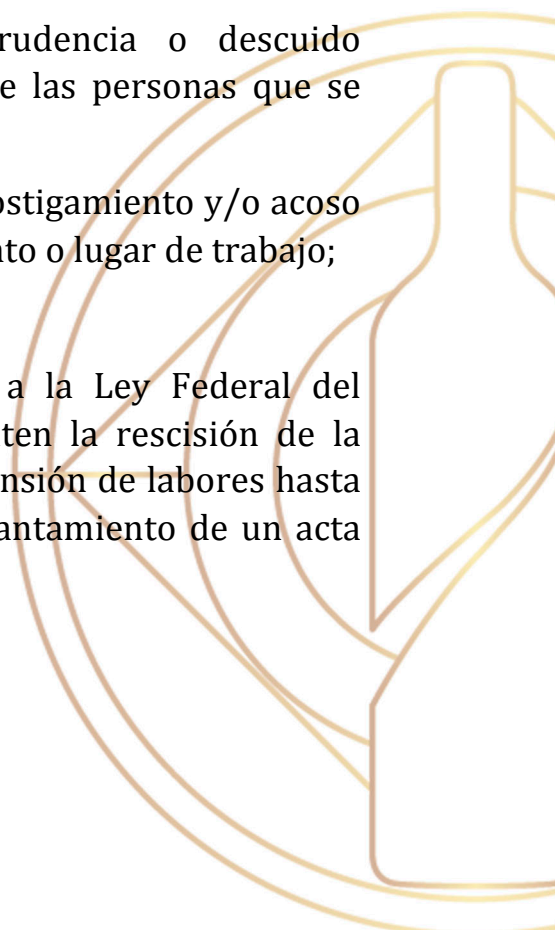 rudencia o descuido
e las personas que se
ostigamiento y/o acoso
nto o lugar de trabajo;
a la Ley Federal del
ten la rescisión de la
nsión de labores hasta
antamiento de un acta